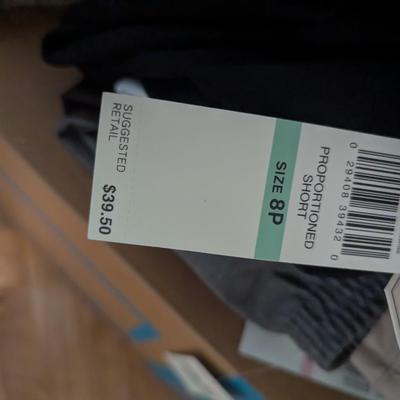 0 29408 39432 0
PROPORTIONED
SHORT
SIZE 8P
SUGGESTED
RETAIL
$39.50